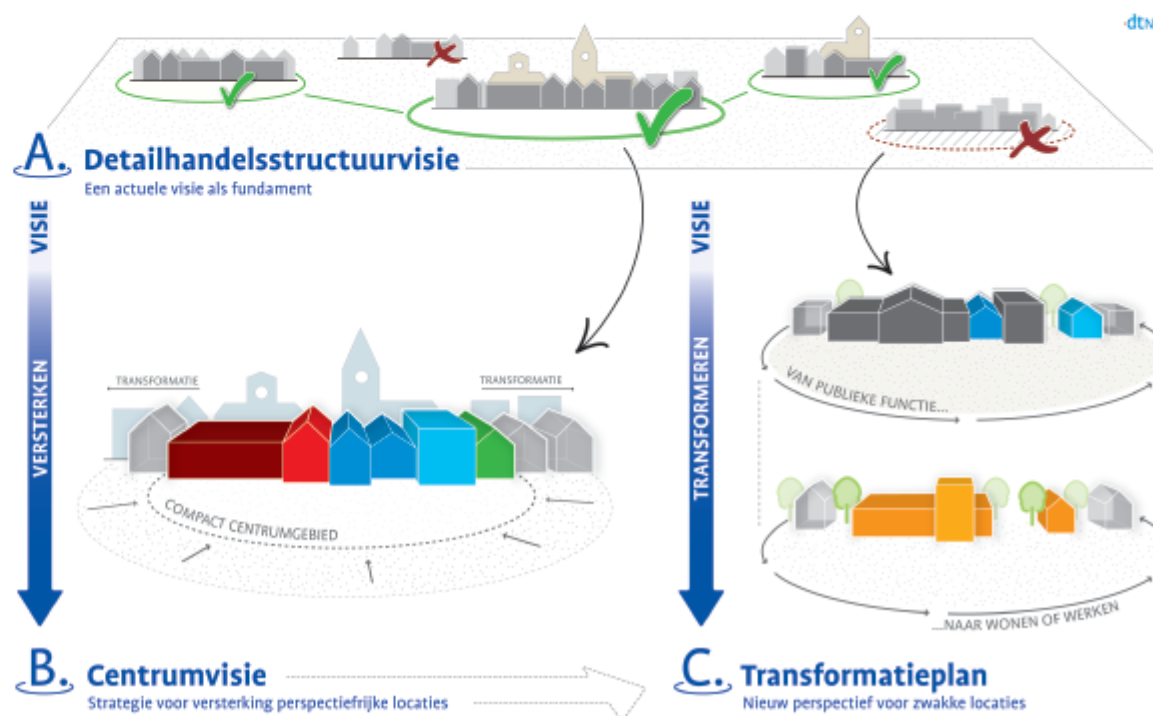 dtN
A. Detailhandelsstructuurvisie
Een actuele visie als fundament
VISIE
VERSTERKEN
TRANSFORMATIE
TRANSFORMATIE
COMPACT CENTRUMGEBIED
VISIE
TRANSFORMEREN
VAN PUBLIEKE FUNCTIE...
...NAAR WONEN OF WERKEN
B. Centrumvisie
Strategie voor versterking perspectiefrijke locaties
C. Transformatieplan
Nieuw perspectief voor zwakke locaties